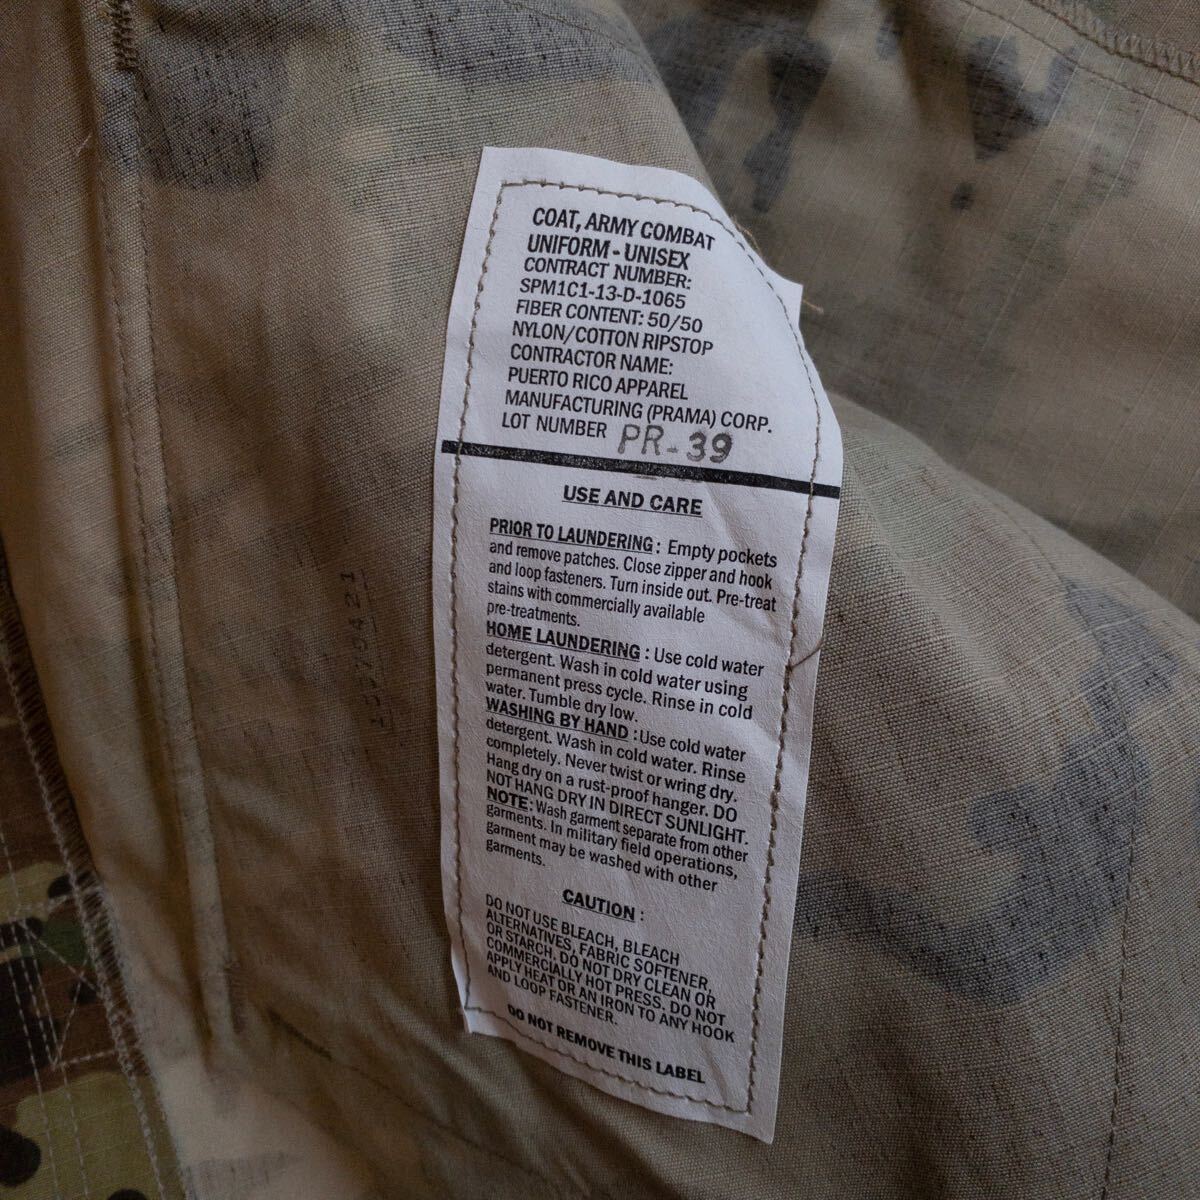 COAT, ARMY COMBAT
UNIFORM - UNISEX
CONTRACT NUMBER:
SPM1C1-13-D-1065
FIBER CONTENT: 50/50
NYLON/COTTON RIPSTOP
CONTRACTOR NAME:
PUERTO RICO APPAREL
MANUFACTURING (PRAMA) CORP.
LOT NUMBER PR-39
USE AND CARE
PRIOR TO LAUNDERING: Empty pockets
and remove patches. Close zipper and hook
and loop fasteners. Turn inside out. Pre-treat
stains with commercially available
pre-treatments.
HOME LAUNDERING: Use cold water
detergent. Wash in cold water using
permanent press cycle. Rinse in cold
water. Tumble dry low.
WASHING BY HAND :Use cold water
detergent. Wash in cold water. Rinse
completely. Never twist or wring dry.
Hang dry on a rust-proof hanger. DO
NOT HANG DRY IN DIRECT SUNLIGHT.
NOTE: Wash garment separate from other
garments. In military field operations,
garment may be washed with other
garments.
CAUTION :
DO NOT USE BLEACH, BLEACH
ALTERNATIVES, FABRIC SOFTENER,
OR STARCH. DO NOT DRY CLEAN OR
COMMERCIALLY HOT PRESS. DO NOT
APPLY HEAT OR AN IRON TO ANY HOOK
AND LOOP FASTENER.
DO NOT REMOVE THIS LABEL